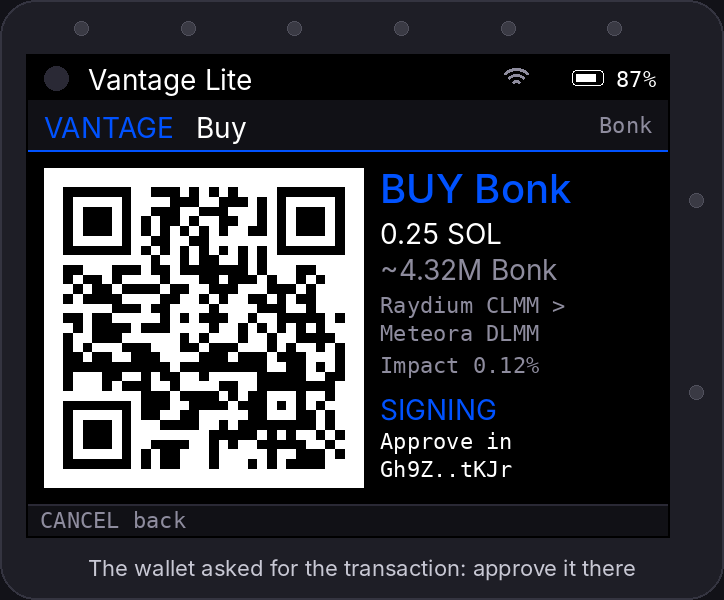 Vantage Lite 87%
VANTAGE Buy Bonk
BUY Bonk
0.25 SOL
~4.32M Bonk
Raydium CLMM >
Meteora DLMM
Impact 0.12%
SIGNING
Approve in
Gh9Z..tKJr
CANCEL back
The wallet asked for the transaction: approve it there